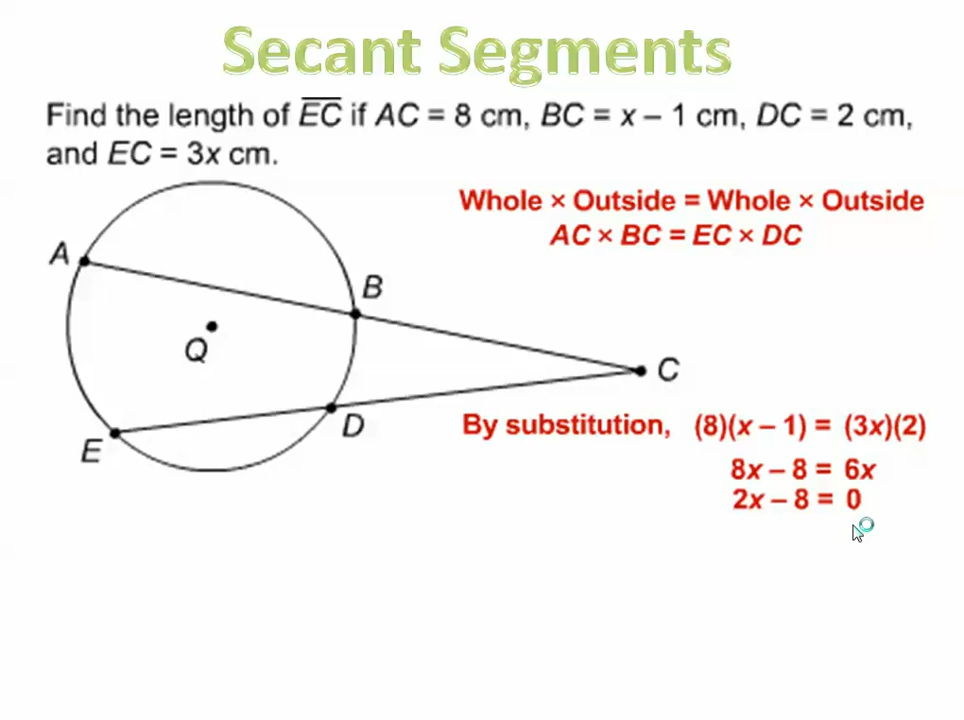 Secant Segments
Find the length of EC if AC = 8 cm, BC = x – 1 cm, DC = 2 cm,
and EC = 3x cm.
Whole × Outside = Whole × Outside
AC × BC = EC × DC
A
B
Q
C
E
D
By substitution, (8)(x – 1) = (3x)(2)
8x – 8 = 6x
2x – 8 = 0